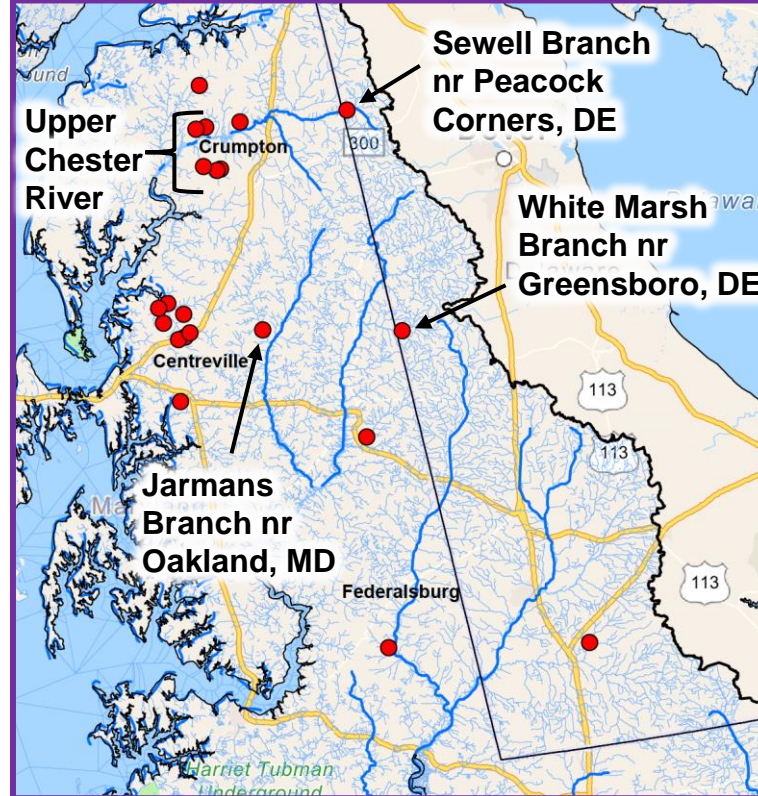 Sewell Branch
nr Peacock
Corners, DE
Upper
Chester
River
Crumpton
300
White Marsh
Branch nr
Greensboro, DE
Centreville
113
113
Jarmans
Branch nr
Oakland, MD
Federalsburg
113
Harriet Tubman
Underground